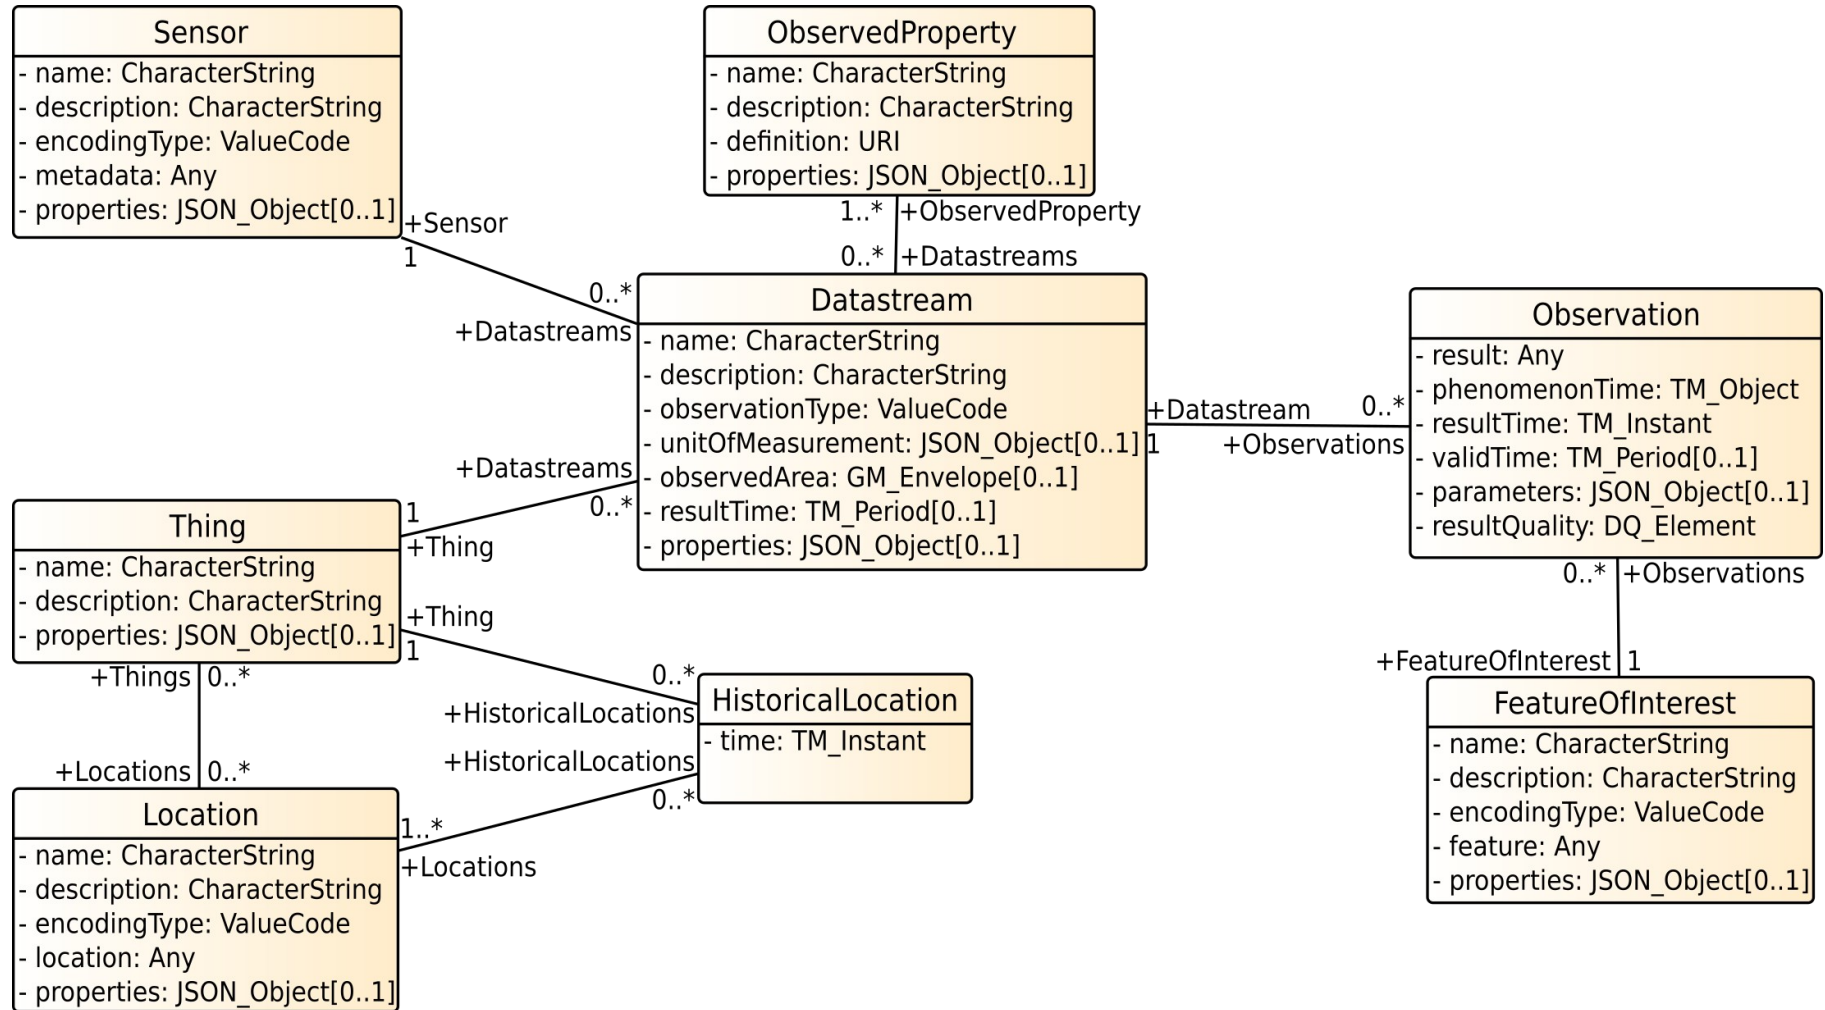 Sensor
- name: CharacterString
- description: CharacterString
- encodingType: ValueCode
- metadata: Any
- properties: JSON_Object[0..1]
+Sensor
1
0..*
+Datastreams
ObservedProperty
- name: CharacterString
- description: CharacterString
- definition: URI
- properties: JSON_Object[0..1]
1..* +ObservedProperty
0..* +Datastreams
Datastream
- name: CharacterString
- description: CharacterString
- observationType: ValueCode
- unitOfMeasurement: JSON_Object[0..1]
- observedArea: GM_Envelope[0..1]
- resultTime: TM_Period[0..1]
- properties: JSON_Object[0..1]
+Datastream 0..*
1 +Observations
Observation
- result: Any
- phenomenonTime: TM_Object
- resultTime: TM_Instant
- validTime: TM_Period[0..1]
- parameters: JSON_Object[0..1]
- resultQuality: DQ_Element
0..* +Observations
+FeatureOfInterest 1
FeatureOfInterest
- name: CharacterString
- description: CharacterString
- encodingType: ValueCode
- feature: Any
- properties: JSON_Object[0..1]
+Datastreams
0..*
1
+Thing
Thing
- name: CharacterString
- description: CharacterString
- properties: JSON_Object[0..1]
+Thing
1
0..*
+HistoricalLocations
HistoricalLocation
- time: TM_Instant
+HistoricalLocations
0..*
1..*
+Locations
+Things 0..*
+Locations 0..*
Location
- name: CharacterString
- description: CharacterString
- encodingType: ValueCode
- location: Any
- properties: JSON_Object[0..1]